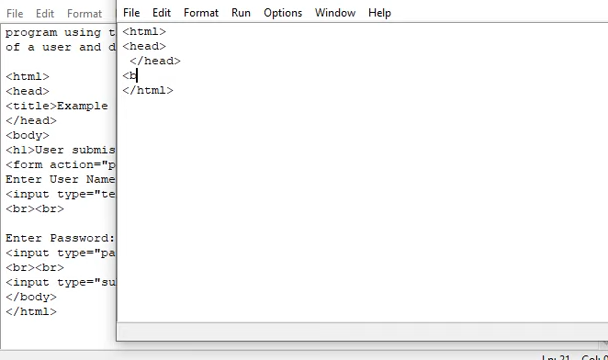 File Edit Format
program using t
of a user and d
<html>
<head>
<title>Example
</head>
<body>
<h1>User submis
<form action="p
Enter User Name
<input type="te
<br><br>
Enter Password:
<input type="pa
<br><br>
<input type="su
</body>
</html>
File Edit Format Run Options Window Help
<html>
<head>
</head>
<b
</html>
Ln: 21 Col: 0